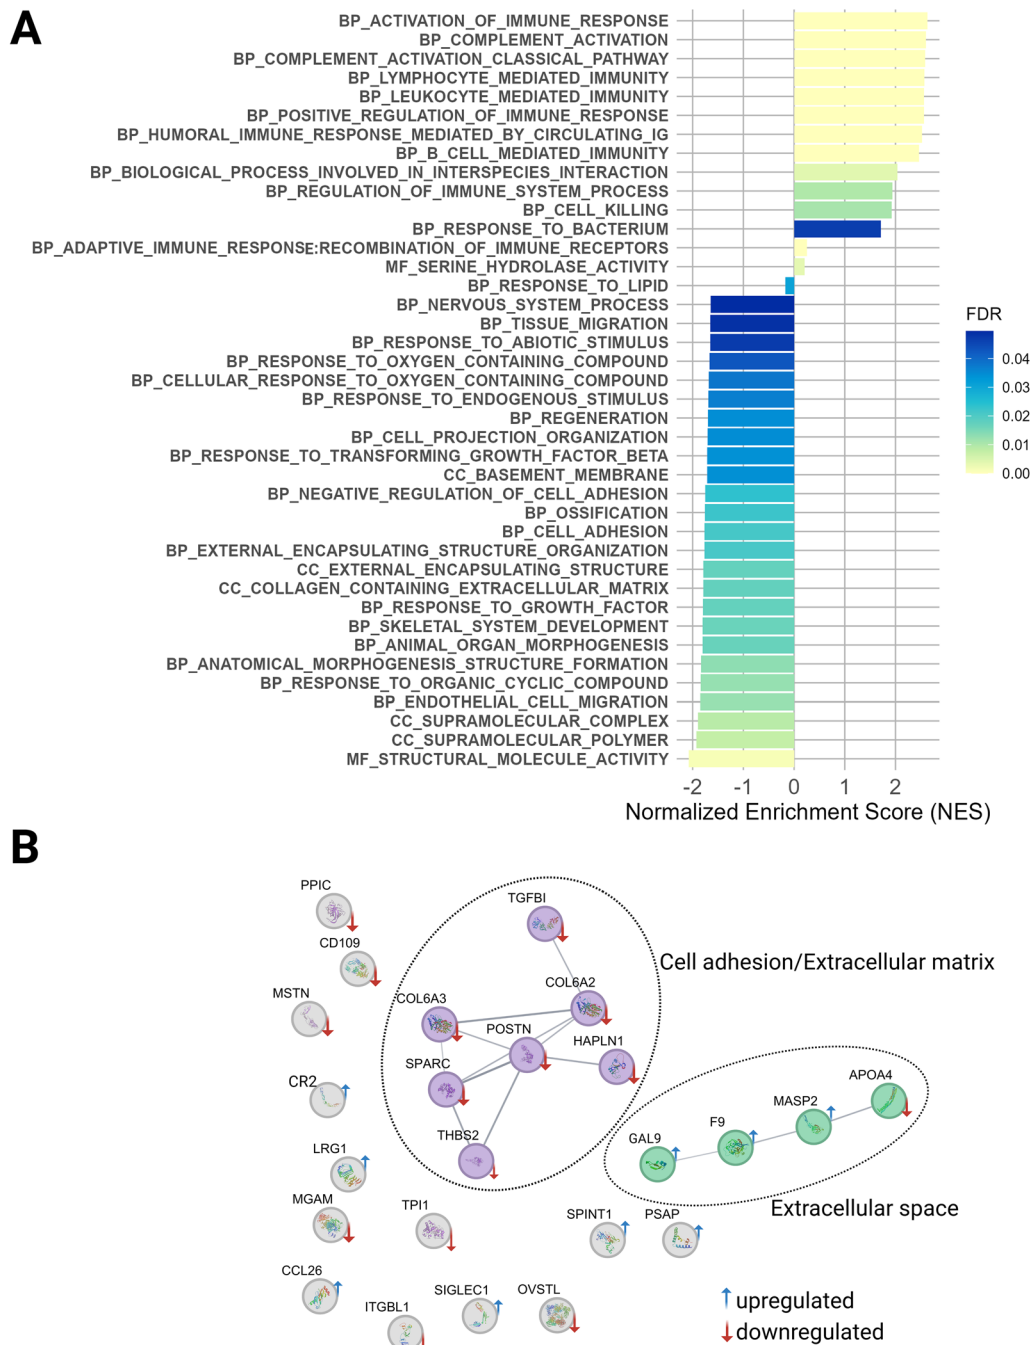 A
BP_ACTIVATION_OF_IMMUNE_RESPONSE
BP_COMPLEMENT_ACTIVATION
BP_COMPLEMENT_ACTIVATION_CLASSICAL_PATHWAY
BP_LYMPHOCYTE_MEDIATED_IMMUNITY
BP_LEUKOCYTE_MEDIATED_IMMUNITY
BP_POSITIVE_REGULATION_OF_IMMUNE_RESPONSE
BP_HUMORAL_IMMUNE_RESPONSE_MEDIATED_BY_CIRCULATING_IG
BP_B_CELL_MEDIATED_IMMUNITY
BP_BIOLOGICAL_PROCESS_INVOLVED_IN_INTERSPECIES_INTERACTION
BP_REGULATION_OF_IMMUNE_SYSTEM_PROCESS
BP_CELL_KILLING
BP_RESPONSE_TO_BACTERIUM
BP_ADAPTIVE_IMMUNE_RESPONSE:RECOMBINATION_OF_IMMUNE_RECEPTORS
MF_SERINE_HYDROLASE_ACTIVITY
BP_RESPONSE_TO_LIPID
BP_NERVOUS_SYSTEM_PROCESS
BP_TISSUE_MIGRATION
BP_RESPONSE_TO_ABIOTIC_STIMULUS
BP_RESPONSE_TO_OXYGEN_CONTAINING_COMPOUND
BP_CELLULAR_RESPONSE_TO_OXYGEN_CONTAINING_COMPOUND
BP_RESPONSE_TO_ENDOGENOUS_STIMULUS
BP_REGENERATION
BP_CELL_PROJECTION_ORGANIZATION
BP_RESPONSE_TO_TRANSFORMING_GROWTH_FACTOR_BETA
CC_BASEMENT_MEMBRANE
BP_NEGATIVE_REGULATION_OF_CELL_ADHESION
BP_OSSIFICATION
BP_CELL_ADHESION
BP_EXTERNAL_ENCAPSULATING_STRUCTURE_ORGANIZATION
CC_EXTERNAL_ENCAPSULATING_STRUCTURE
CC_COLLAGEN_CONTAINING_EXTRACELLULAR_MATRIX
BP_RESPONSE_TO_GROWTH_FACTOR
BP_SKELETAL_SYSTEM_DEVELOPMENT
BP_ANIMAL_ORGAN_MORPHOGENESIS
BP_ANATOMICAL_MORPHOGENESIS_STRUCTURE_FORMATION
BP_RESPONSE_TO_ORGANIC_CYCLIC_COMPOUND
BP_ENDOTHELIAL_CELL_MIGRATION
CC_SUPRAMOLECULAR_COMPLEX
CC_SUPRAMOLECULAR_POLYMER
MF_STRUCTURAL_MOLECULE_ACTIVITY
-2 -1 0 1 2
Normalized Enrichment Score (NES)
FDR
0.04
0.03
0.02
0.01
0.00
B
PPIC
CD109
MSTN
CR2
LRG1
MGAM
TPI1
CCL26
ITGBL1
SIGLEC1
OVSTL
SPINT1
PSAP
TGFBI
COL6A2
COL6A3
POSTN
HAPLN1
SPARC
THBS2
Cell adhesion/Extracellular matrix
APOA4
MASP2
F9
GAL9
Extracellular space
upregulated
downregulated